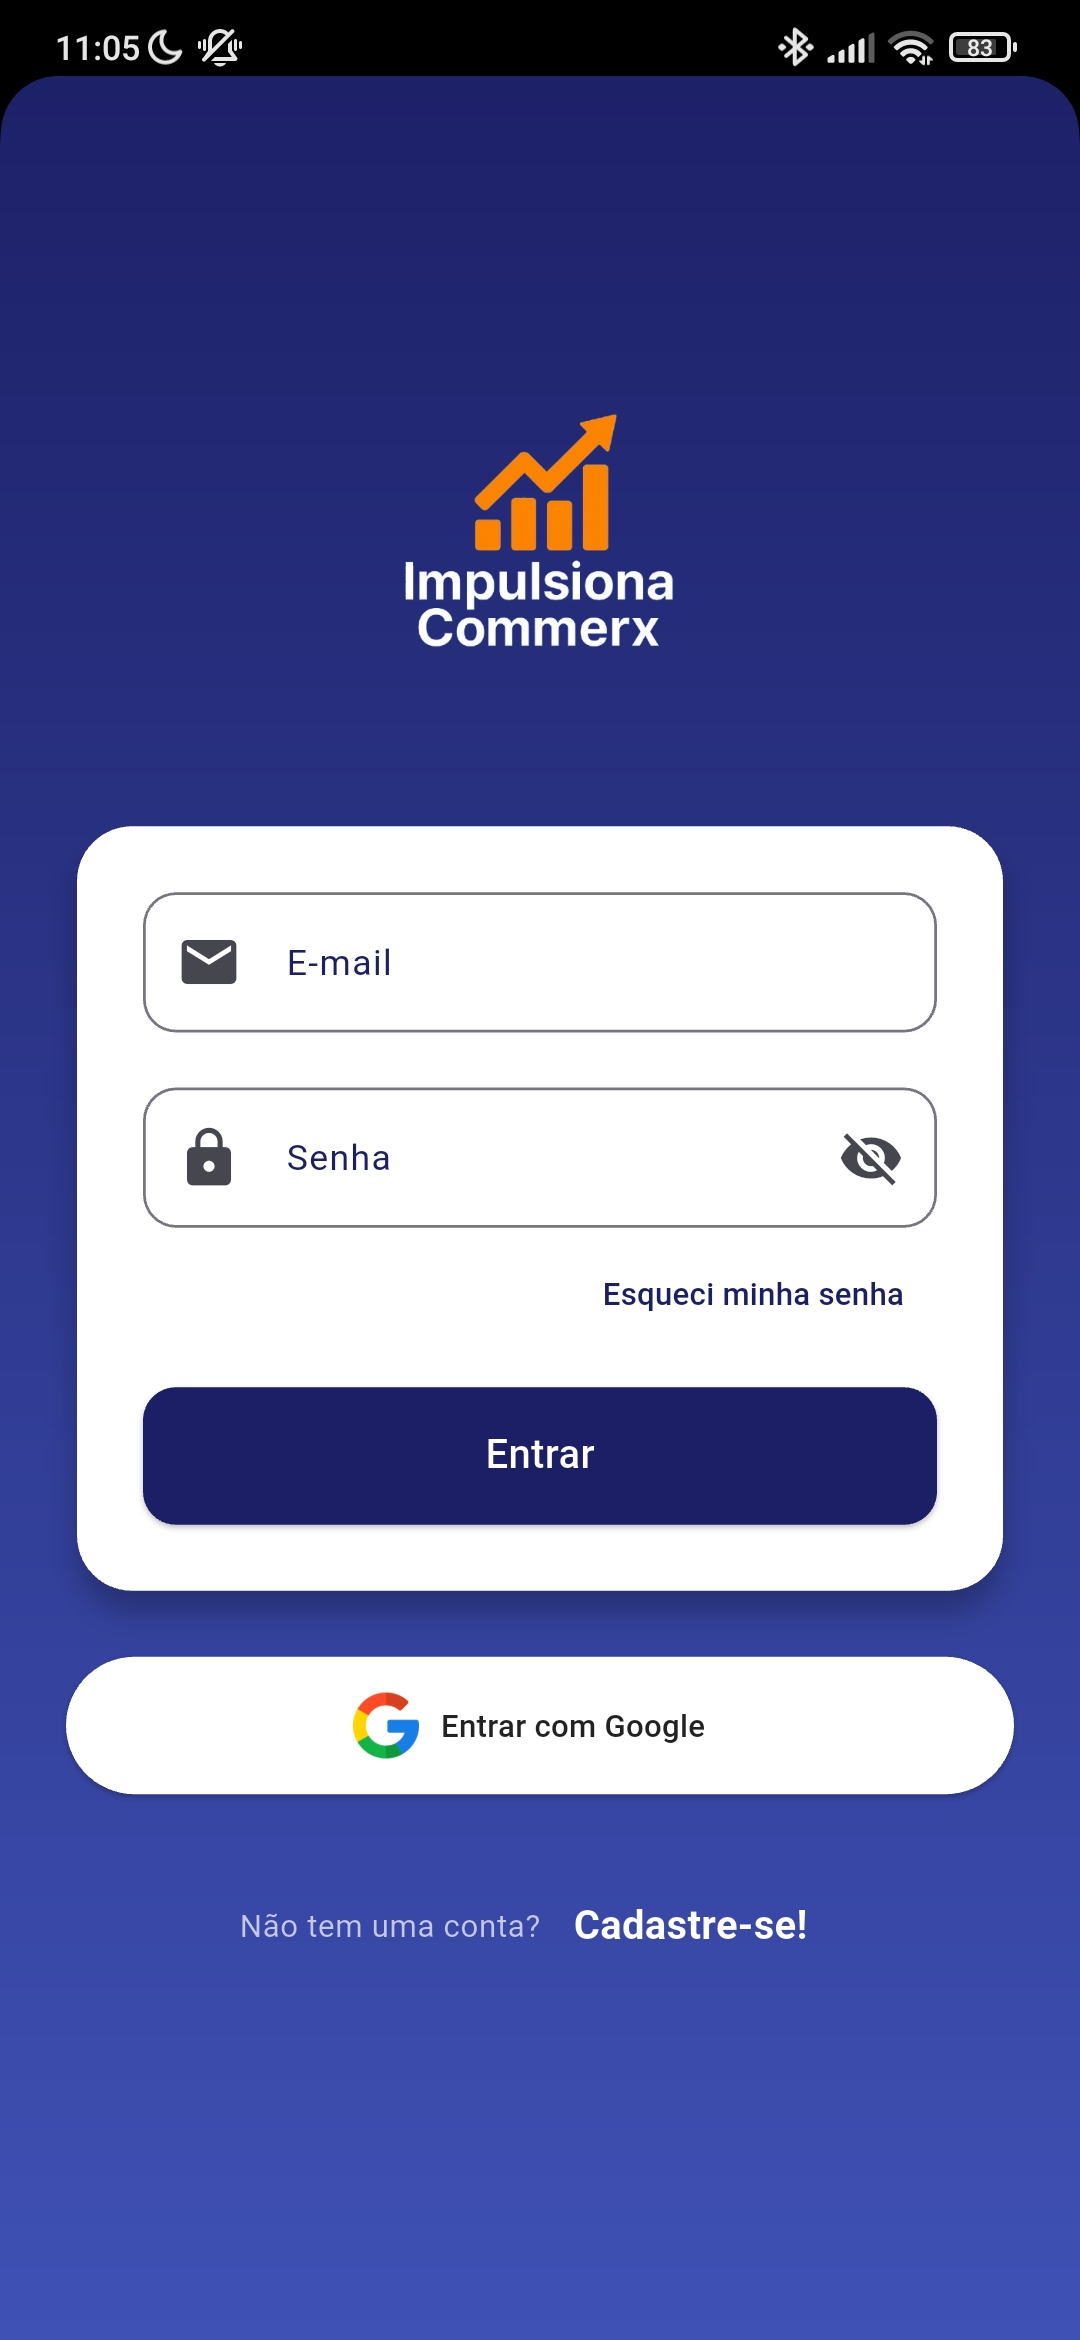 11:05
83
Impulsiona
Commerx
E-mail
Senha
Esqueci minha senha
Entrar
Entrar com Google
Não tem uma conta? Cadastre-se!